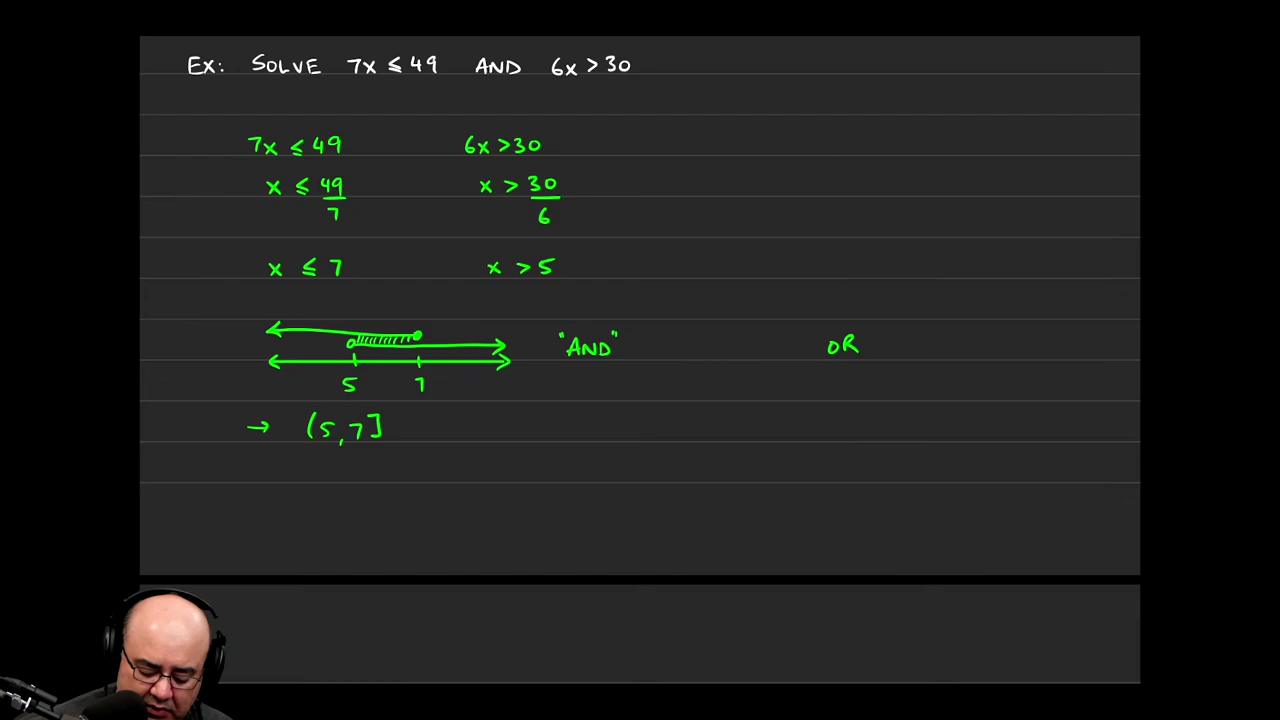 Ex: SOLVE 7x ≤ 49 AND 6x > 30
7x ≤ 49 6x > 30
x ≤ 49/7 x > 30/6
x ≤ 7 x > 5
"AND" OR
5 7
→ (5, 7]